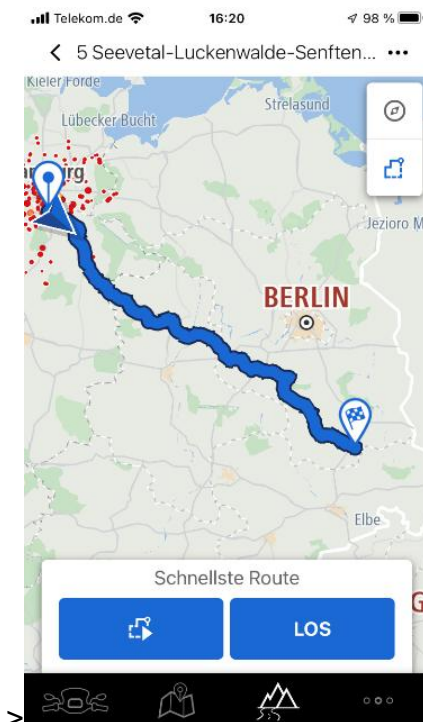 Telekom.de 16:20 98 %
5 Seevetal-Luckenwalde-Senften...
Kieler Förde
Strelasund
Lübecker Bucht
Jezioro M
BERLIN
Elbe
Schnellste Route
G
LOS
>